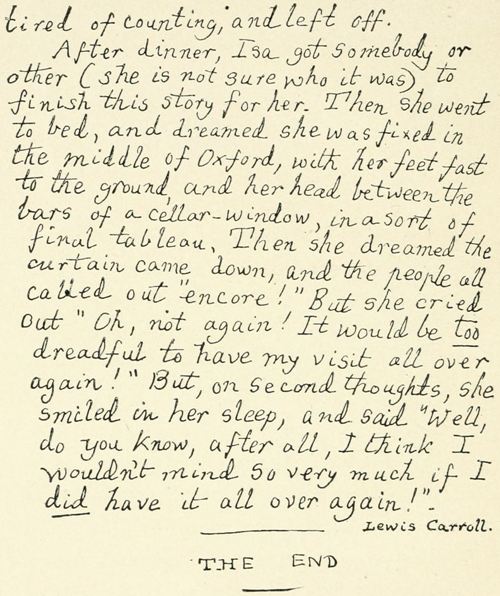 tired of counting, and left off.
After dinner, Isa got somebody or
other (she is not sure who it was) to
finish this story for her. Then she went
to bed, and dreamed she was fixed in
the middle of Oxford, with her feet fast
to the ground, and her head between the
bars of a cellar-window, in a sort of
final tableau. Then she dreamed the
curtain came down, and the people all
called out "encore!" But she cried
out "Oh, not again! It would be too
dreadful to have my visit all over
again!" But, on second thoughts, she
smiled in her sleep, and said "Well,
do you know, after all, I think I
wouldn't mind so very much if I
did have it all over again!".
Lewis Carroll.
THE END